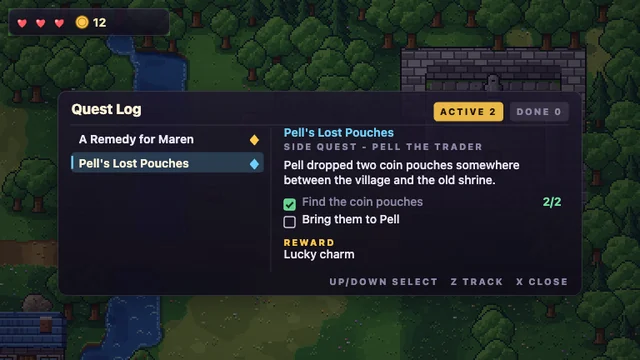 12
Quest Log
ACTIVE 2
DONE 0
A Remedy for Maren
Pell's Lost Pouches
Pell's Lost Pouches
SIDE QUEST - PELL THE TRADER
Pell dropped two coin pouches somewhere
between the village and the old shrine.
Find the coin pouches 2/2
Bring them to Pell
REWARD
Lucky charm
UP/DOWN SELECT Z TRACK X CLOSE